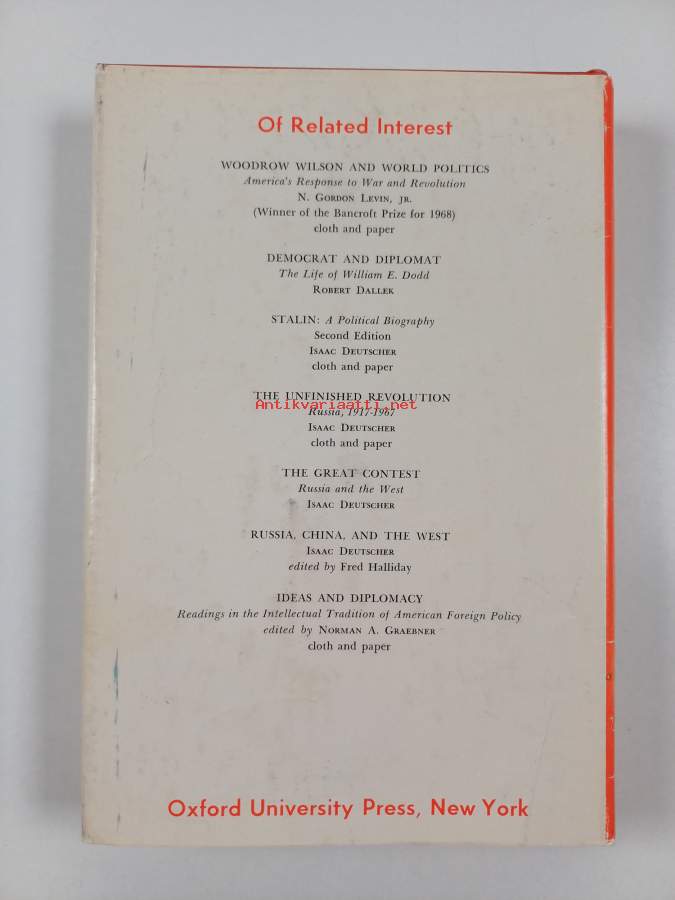 Of Related Interest
WOODROW WILSON AND WORLD POLITICS
America's Response to War and Revolution
N. GORDON LEVIN, JR.
(Winner of the Bancroft Prize for 1968)
cloth and paper
DEMOCRAT AND DIPLOMAT
The Life of William E. Dodd
ROBERT DALLEK
STALIN: A Political Biography
Second Edition
ISAAC DEUTSCHER
cloth and paper
THE UNFINISHED REVOLUTION
Antikvariaatti.net
Russia, 1917-1967
ISAAC DEUTSCHER
cloth and paper
THE GREAT CONTEST
Russia and the West
ISAAC DEUTSCHER
RUSSIA, CHINA, AND THE WEST
ISAAC DEUTSCHER
edited by Fred Halliday
IDEAS AND DIPLOMACY
Readings in the Intellectual Tradition of American Foreign Policy
edited by NORMAN A. GRAEBNER
cloth and paper
Oxford University Press, New York